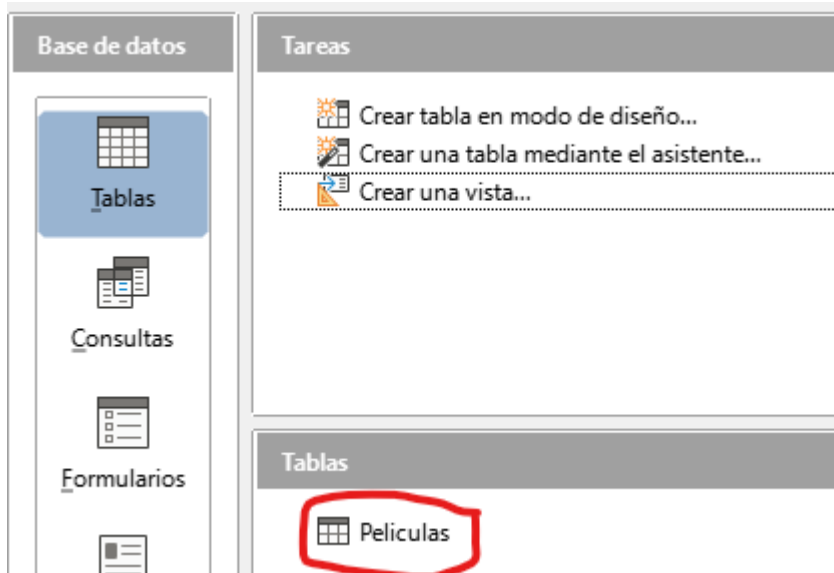 Base de datos
Tablas
Consultas
Formularios
Tareas
Crear tabla en modo de diseño...
Crear una tabla mediante el asistente...
Crear una vista...
Tablas
Peliculas